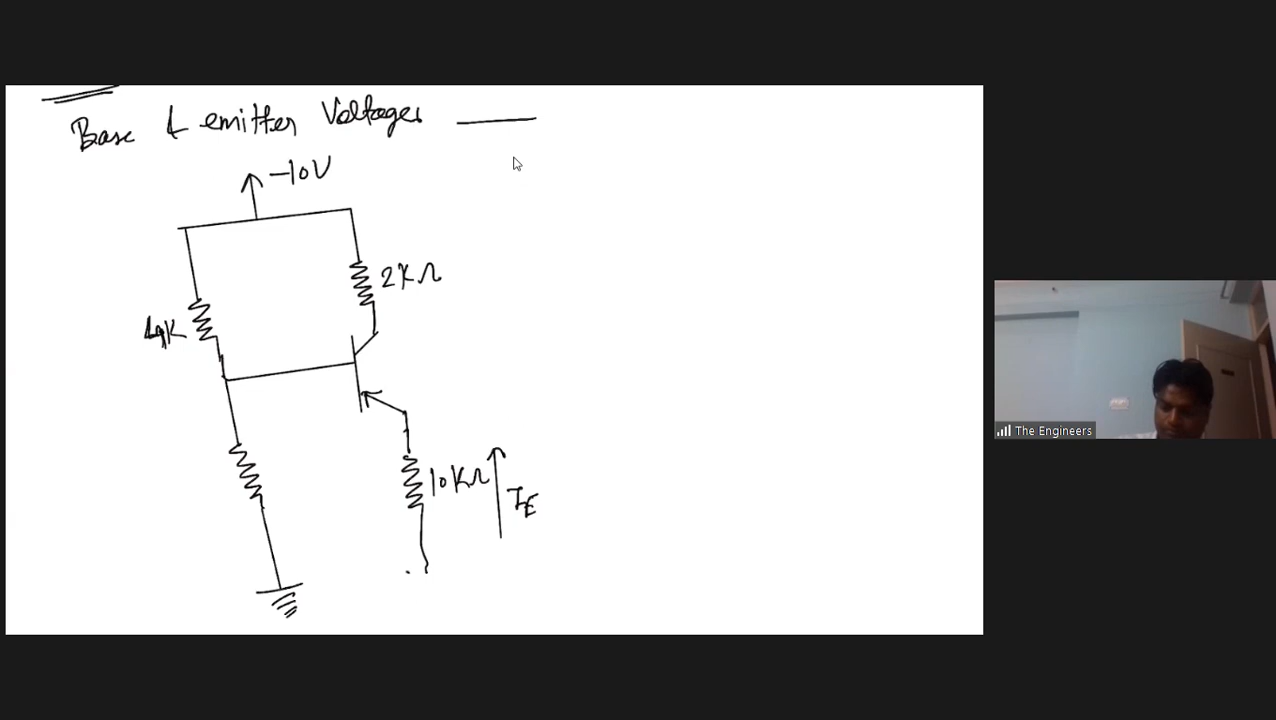 Base & emitter Voltages
-10V
2KΩ
4K
10KΩ
IE
The Engineers